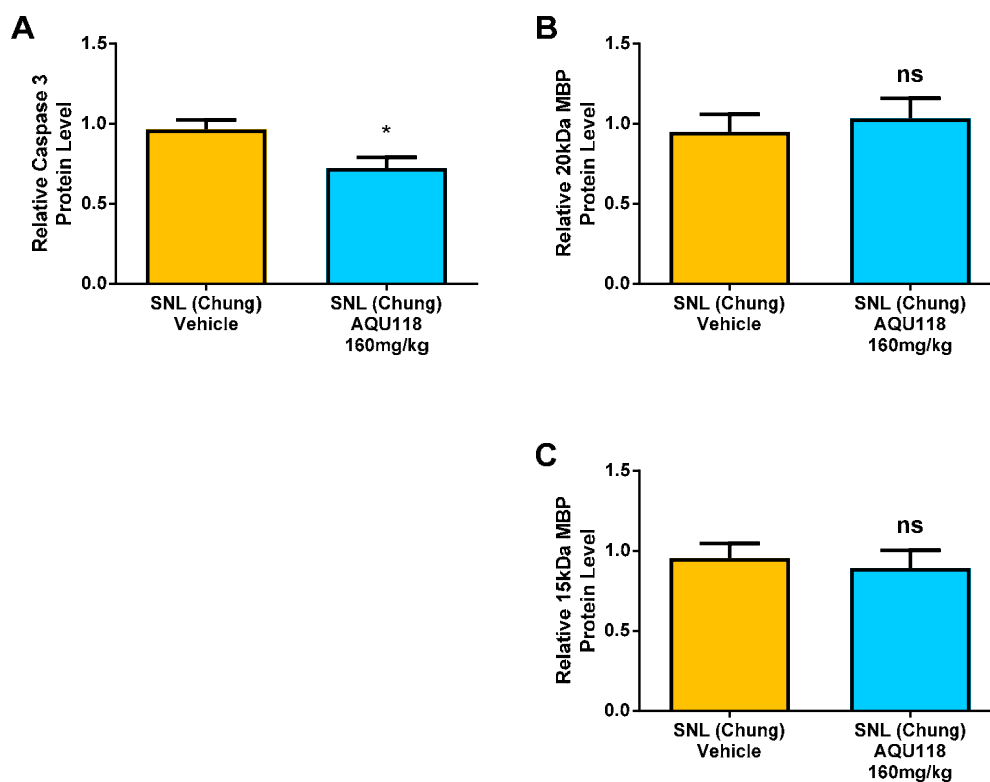 A
Relative Caspase 3
Protein Level
1.5
1.0
0.5
0.0
*
SNL (Chung)
Vehicle
SNL (Chung)
AQU118
160mg/kg
B
Relative 20kDa MBP
Protein Level
1.5
1.0
0.5
0.0
ns
SNL (Chung)
Vehicle
SNL (Chung)
AQU118
160mg/kg
C
Relative 15kDa MBP
Protein Level
1.5
1.0
0.5
0.0
ns
SNL (Chung)
Vehicle
SNL (Chung)
AQU118
160mg/kg